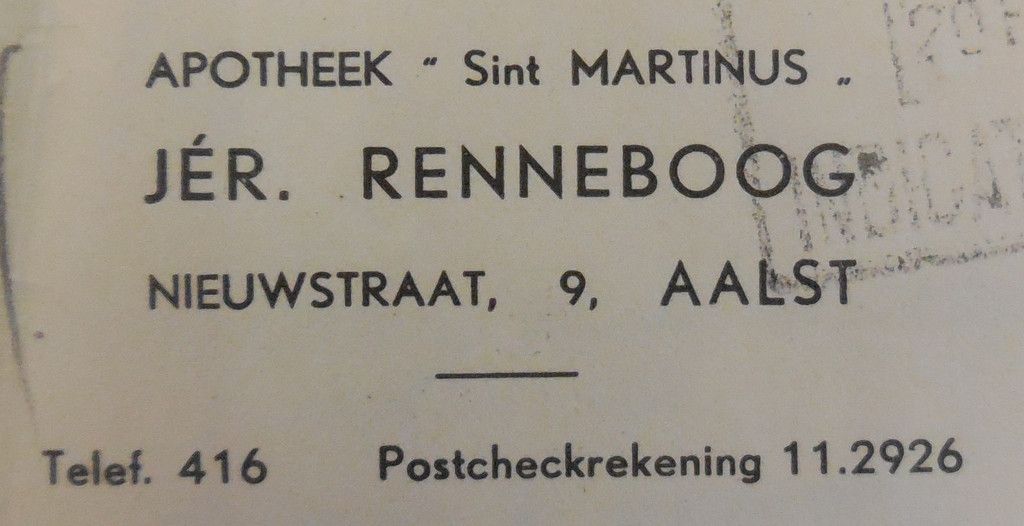 APOTHEEK " Sint MARTINUS „
JÉR. RENNEBOOG
NIEUWSTRAAT, 9, AALST
Telef. 416 Postcheckrekening 11.2926